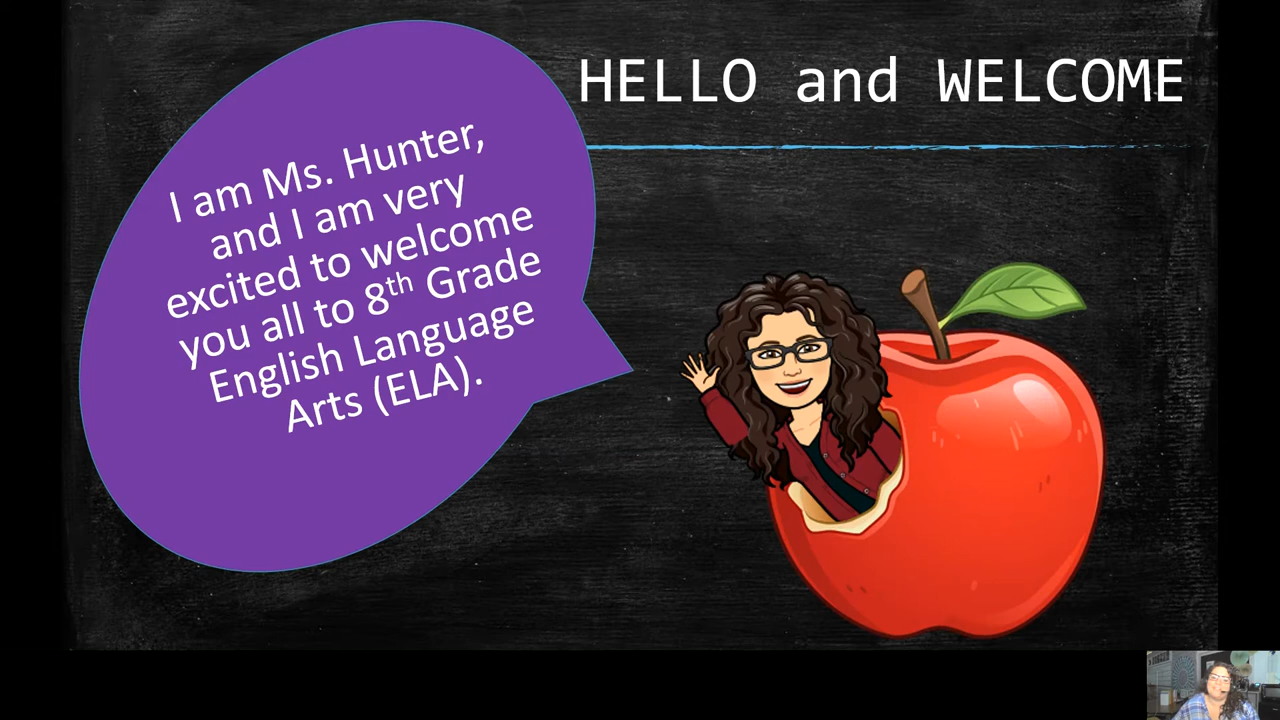 HELLO and WELCOME
I am Ms. Hunter,
and I am very
excited to welcome
you all to 8th Grade
English Language
Arts (ELA).